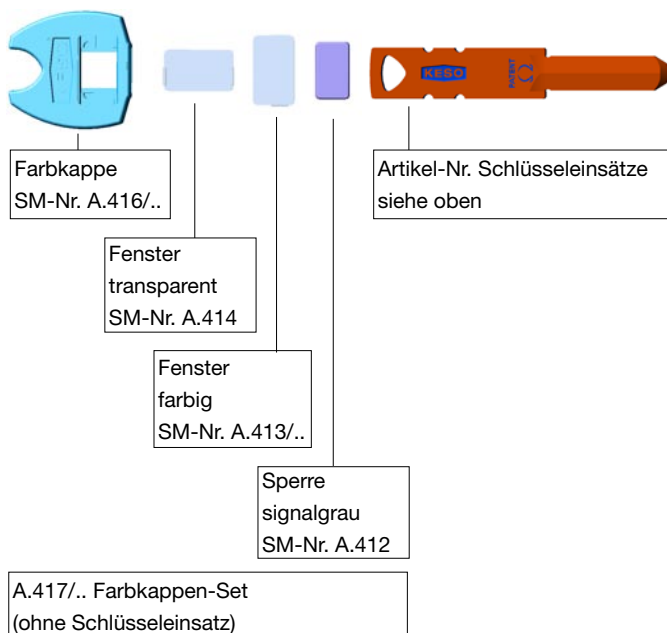 KESO
PATENT
Farbkappe
SM-Nr. A.416/..
Artikel-Nr. Schlüsseleinsätze
siehe oben
Fenster
transparent
SM-Nr. A.414
Fenster
farbig
SM-Nr. A.413/..
Sperre
signalgrau
SM-Nr. A.412
A.417/.. Farbkappen-Set
(ohne Schlüsseleinsatz)